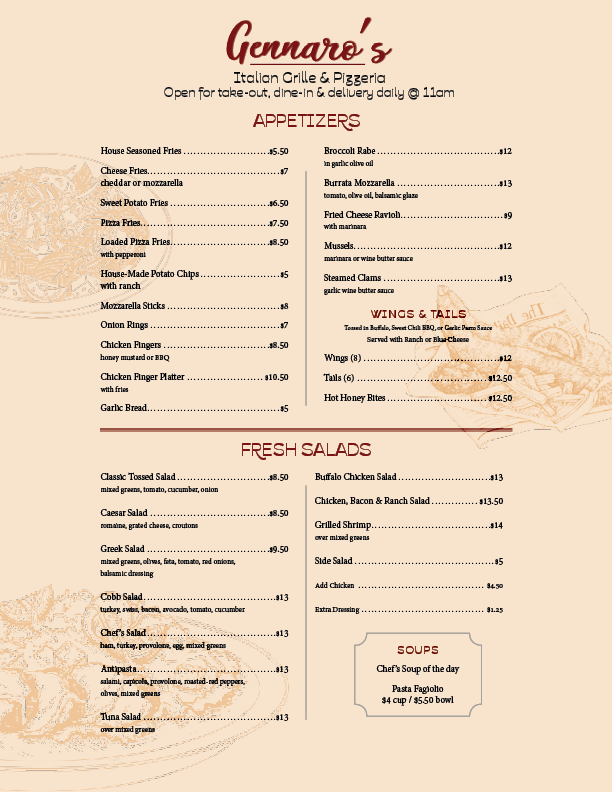 Gennaro's
Italian Grille & Pizzeria
Open for take-out, dine-in & delivery daily @ 11am
APPETIZERS
House Seasoned Fries ........................$5.50
Cheese Fries.......................................$7
cheddar or mozzarella
Sweet Potato Fries ............................$6.50
Pizza Fries.......................................$7.50
Loaded Pizza Fries............................$8.50
with pepperoni
House-Made Potato Chips .......................$5
with ranch
Mozzarella Sticks .................................$8
Onion Rings .......................................$7
Chicken Fingers ..............................$8.50
honey mustard or BBQ
Chicken Finger Platter .......................$10.50
with fries
Garlic Bread.......................................$5
Broccoli Rabe ....................................$12
in garlic olive oil
Burrata Mozzarella .............................$13
tomato, olive oil, balsamic glaze
Fried Cheese Ravioli.............................$9
with marinara
Mussels..........................................$12
marinara or wine butter sauce
Steamed Clams .................................$13
garlic wine butter sauce
WINGS & TAILS
Tossed in Buffalo, Sweet Chili BBQ, or Garlic Parm Sauce
Served with Ranch or Blue Cheese
Wings (8) ........................................$12
Tails (6) .......................................$12.50
Hot Honey Bites ..............................$12.50
FRESH SALADS
Classic Tossed Salad .........................$8.50
mixed greens, tomato, cucumber, onion
Caesar Salad ..................................$8.50
romaine, grated cheese, croutons
Greek Salad ...................................$9.50
mixed greens, olives, feta, tomato, red onions,
balsamic dressing
Cobb Salad......................................$13
turkey, swiss, bacon, avocado, tomato, cucumber
Chef's Salad.....................................$13
ham, turkey, provolone, egg, mixed greens
Antipasta........................................$13
salami, capicola, provolone, roasted-red peppers,
olives, mixed greens
Tuna Salad ......................................$13
over mixed greens
Buffalo Chicken Salad ..........................$13
Chicken, Bacon & Ranch Salad ............$13.50
Grilled Shrimp...................................$14
over mixed greens
Side Salad ........................................$5
Add Chicken ....................................$4.50
Extra Dressing .................................$1.25
SOUPS
Chef's Soup of the day
Pasta Fagiolio
$4 cup / $5.50 bowl